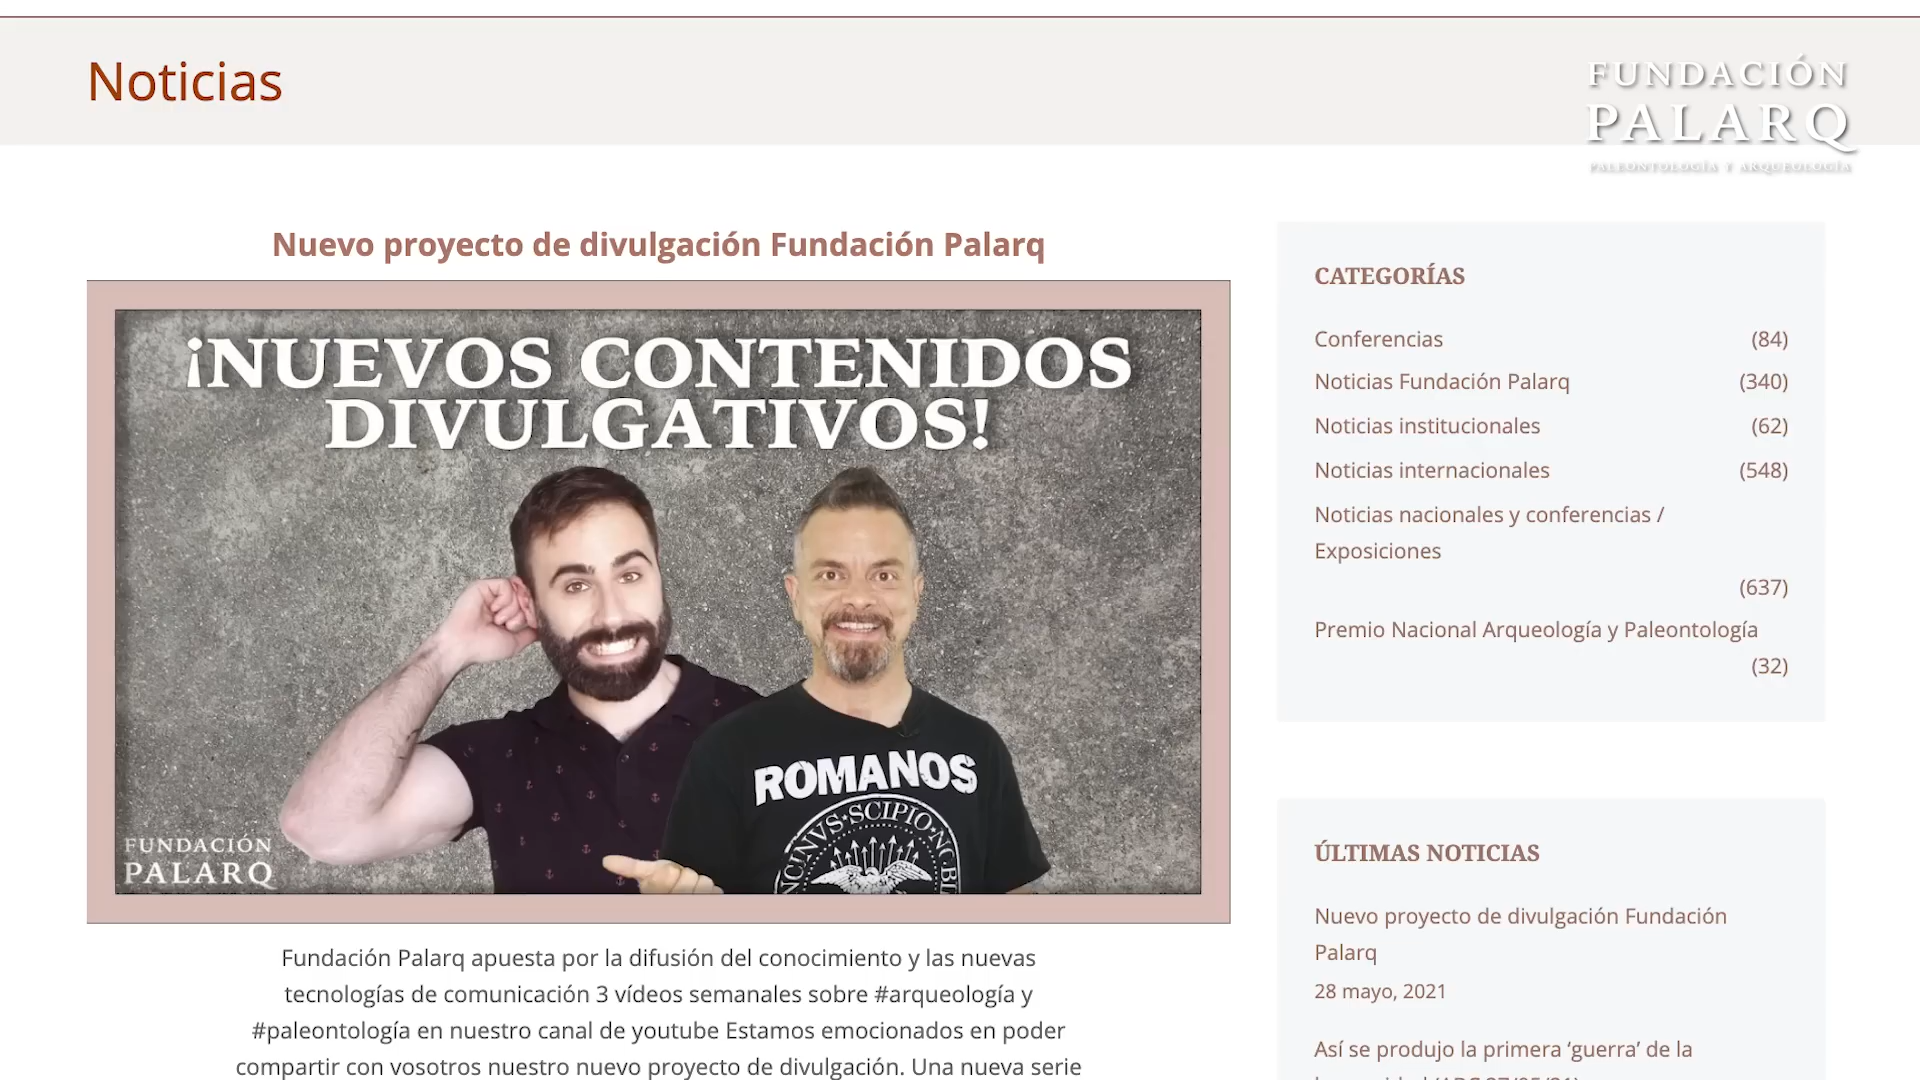 Noticias
FUNDACIÓN
PALARQ
PALEONTOLOGÍA Y ARQUEOLOGÍA
Nuevo proyecto de divulgación Fundación Palarq
¡NUEVOS CONTENIDOS
DIVULGATIVOS!
ROMANOS
SCIPIO
FUNDACIÓN
PALARQ
Fundación Palarq apuesta por la difusión del conocimiento y las nuevas
tecnologías de comunicación 3 vídeos semanales sobre #arqueología y
#paleontología en nuestro canal de youtube Estamos emocionados en poder
compartir con vosotros nuestro nuevo proyecto de divulgación. Una nueva serie
CATEGORÍAS
Conferencias (84)
Noticias Fundación Palarq (340)
Noticias institucionales (62)
Noticias internacionales (548)
Noticias nacionales y conferencias /
Exposiciones
(637)
Premio Nacional Arqueología y Paleontología
(32)
ÚLTIMAS NOTICIAS
Nuevo proyecto de divulgación Fundación
Palarq
28 mayo, 2021
Así se produjo la primera ‘guerra’ de la